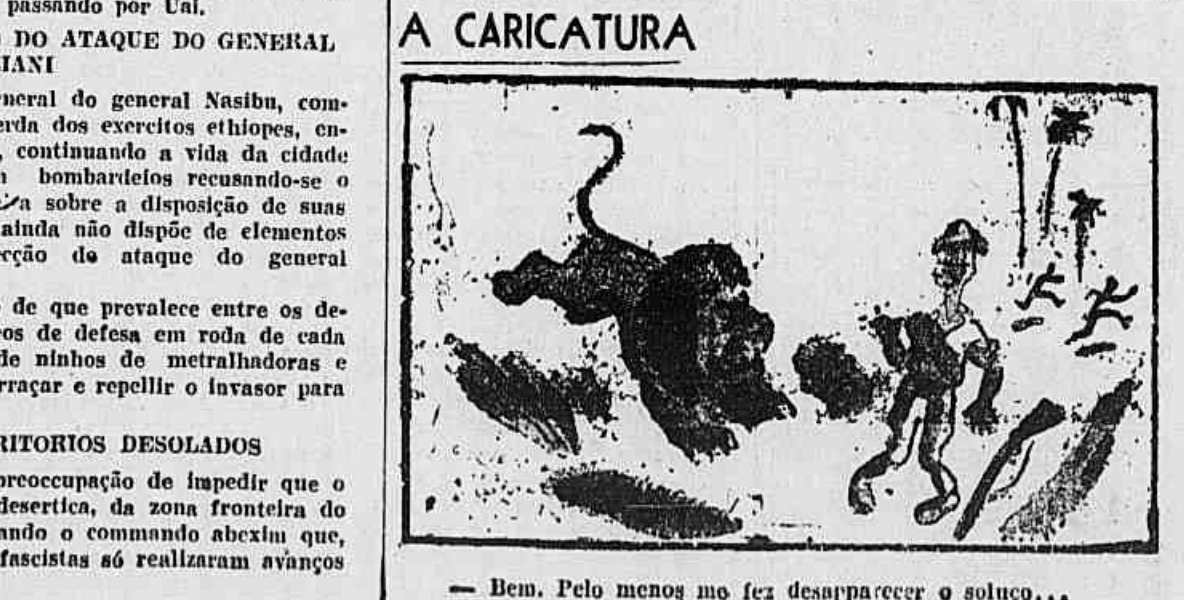 passando por Ual.
DO ATAQUE DO GENERAL
IANI
neral do general Nasibu, com-
erda dos exercitos ethiopes, en-
, continuando a vida da cidade
bombardeios recusando-se o
a sobre a disposição de suas
ainda não dispõe de elementos
cção do ataque do general
de que prevalece entre os de-
os de defesa em roda de cada
de ninhos de metralhadoras e
rraçar e repellir o invasor para
RITORIOS DESOLADOS
preoccupação de impedir que o
desertica, da zona fronteira do
ando o commando abexim que,
fascistas só realizaram avanços
A CARICATURA
— Bem. Pelo menos me fez desapparecer o soluço...